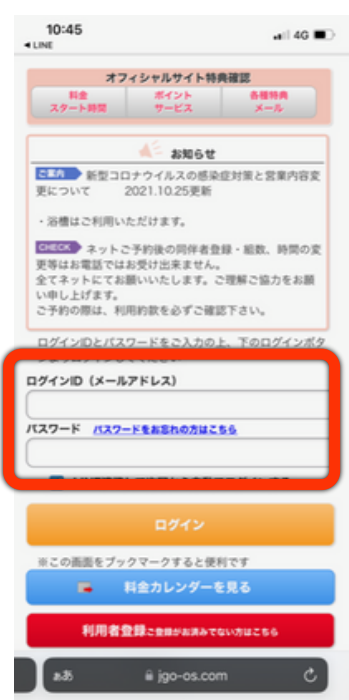 10:45
4G
◀LINE
オフィシャルサイト特典確認
料金
スタート時間
ポイント
サービス
各種特典
メール
お知らせ
ご案内 新型コロナウイルスの感染症対策と営業内容変
更について 2021.10.25更新
・浴槽はご利用いただけます。
CHECK ネットご予約後の同伴者登録・組数、時間の変
更等はお電話ではお受け出来ません。
全てネットにてお願いいたします。ご理解ご協力をお願
い申し上げます。
ご予約の際は、利用約款を必ずご確認下さい。
ログインIDとパスワードをご入力の上、下のログインボタ
ログインID（メールアドレス）
パスワード パスワードをお忘れの方はこちら
ログイン
※この画面をブックマークすると便利です
料金カレンダーを見る
利用者登録ご登録がお済みでない方はこちら
ぁあ jgo-os.com